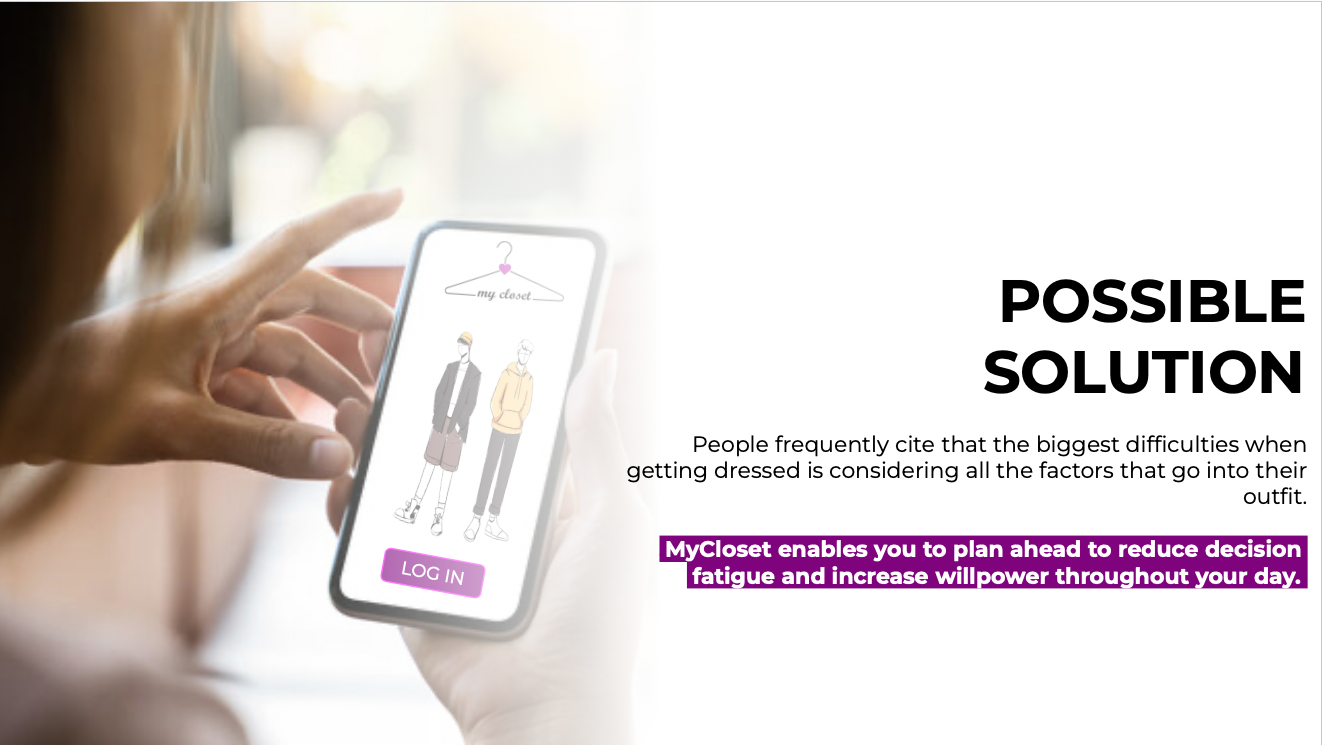 my closet
LOG IN
POSSIBLE
SOLUTION
People frequently cite that the biggest difficulties when
getting dressed is considering all the factors that go into their
outfit.
MyCloset enables you to plan ahead to reduce decision
fatigue and increase willpower throughout your day.